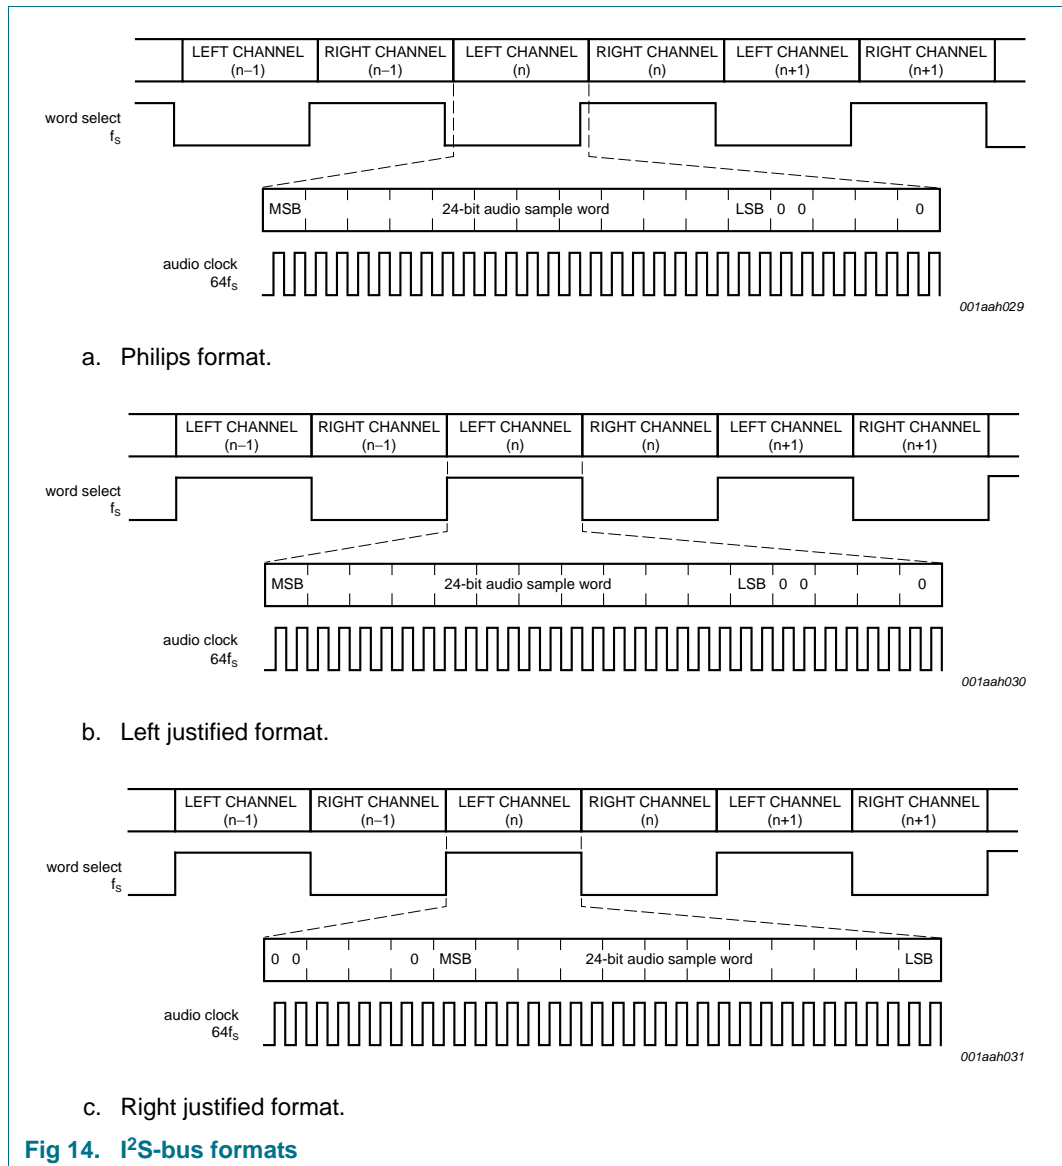 LEFT CHANNEL (n−1) RIGHT CHANNEL (n−1) LEFT CHANNEL (n) RIGHT CHANNEL (n) LEFT CHANNEL (n+1) RIGHT CHANNEL (n+1)
word select
fS
MSB 24-bit audio sample word LSB 0 0 0
audio clock
64fS
001aah029
a. Philips format.
LEFT CHANNEL (n−1) RIGHT CHANNEL (n−1) LEFT CHANNEL (n) RIGHT CHANNEL (n) LEFT CHANNEL (n+1) RIGHT CHANNEL (n+1)
word select
fS
MSB 24-bit audio sample word LSB 0 0 0
audio clock
64fS
001aah030
b. Left justified format.
LEFT CHANNEL (n−1) RIGHT CHANNEL (n−1) LEFT CHANNEL (n) RIGHT CHANNEL (n) LEFT CHANNEL (n+1) RIGHT CHANNEL (n+1)
word select
fS
0 0 0 MSB 24-bit audio sample word LSB
audio clock
64fS
001aah031
c. Right justified format.
Fig 14. I²S-bus formats